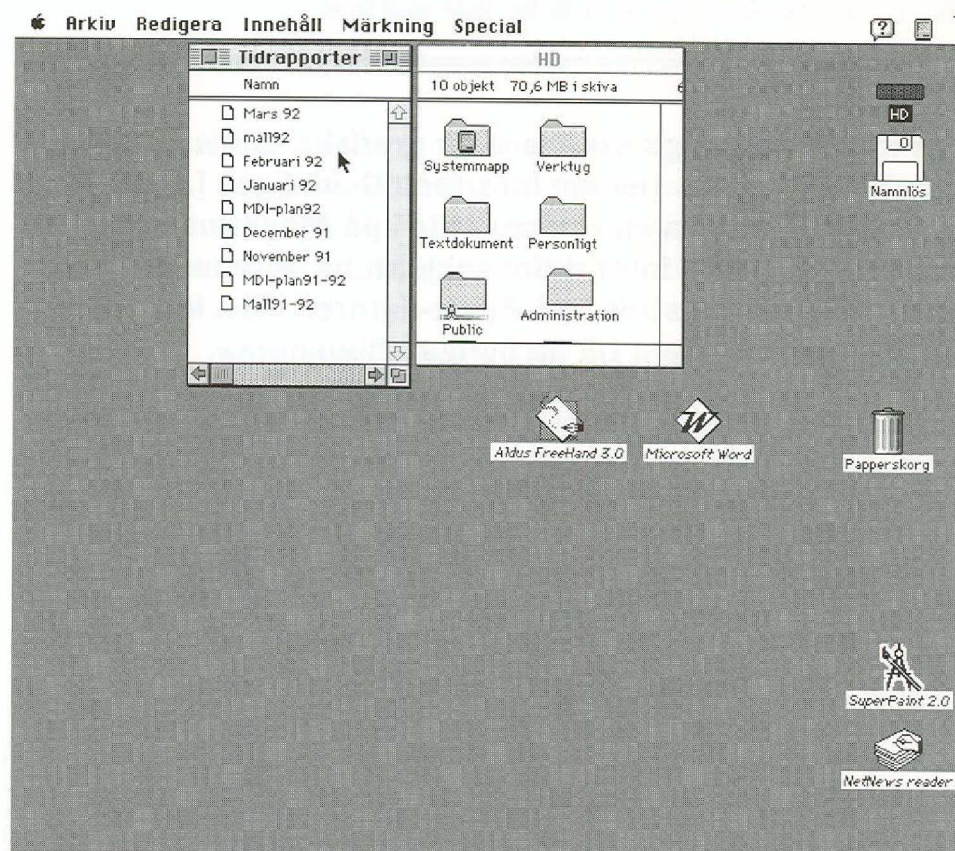 Arkiv Redigera Innehåll Märkning Special
Tidrapporter
Namn
Mars 92
mall92
Februari 92
Januari 92
MDI-plan92
December 91
November 91
MDI-plan91-92
Mall91-92
HD
10 objekt 70,6 MB i skiva
Systemmapp Verktyg
Textdokument Personligt
Public Administration
HD
Namnlös
Aldus FreeHand 3.0 Microsoft Word
Papperskorg
SuperPaint 2.0
NetNews reader